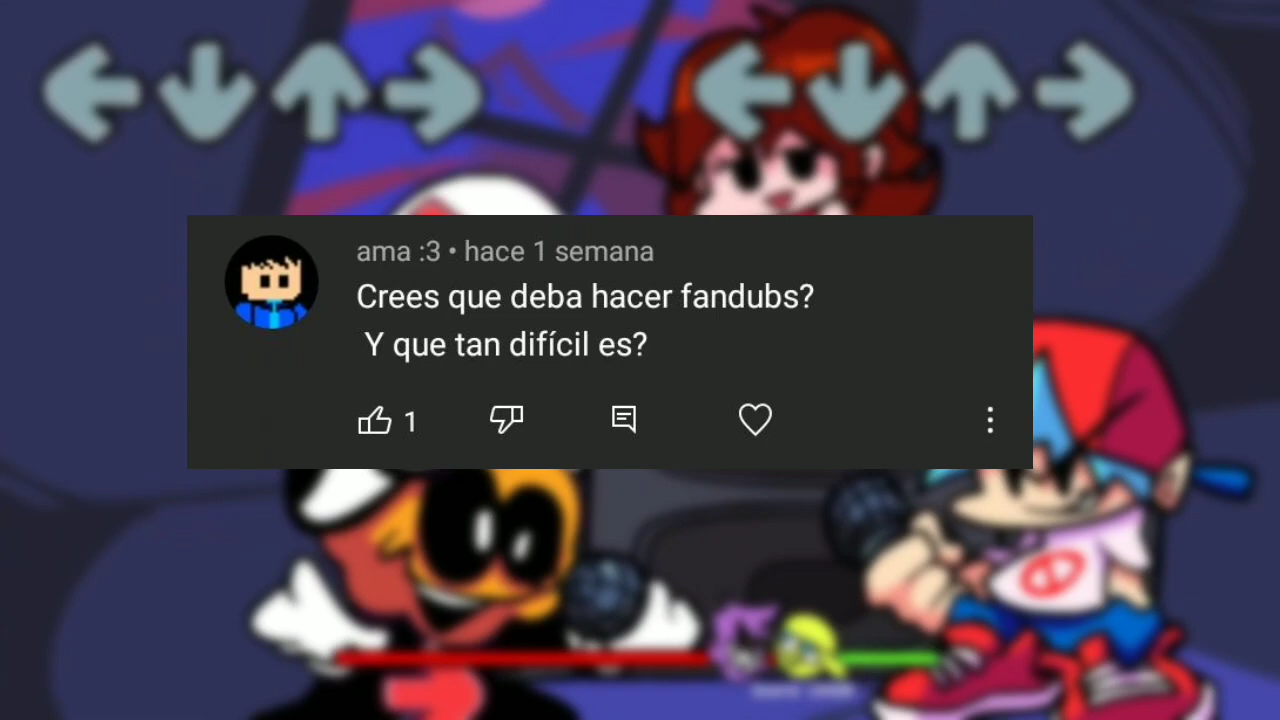 ama :3 • hace 1 semana
Crees que deba hacer fandubs?
Y que tan difícil es?
1